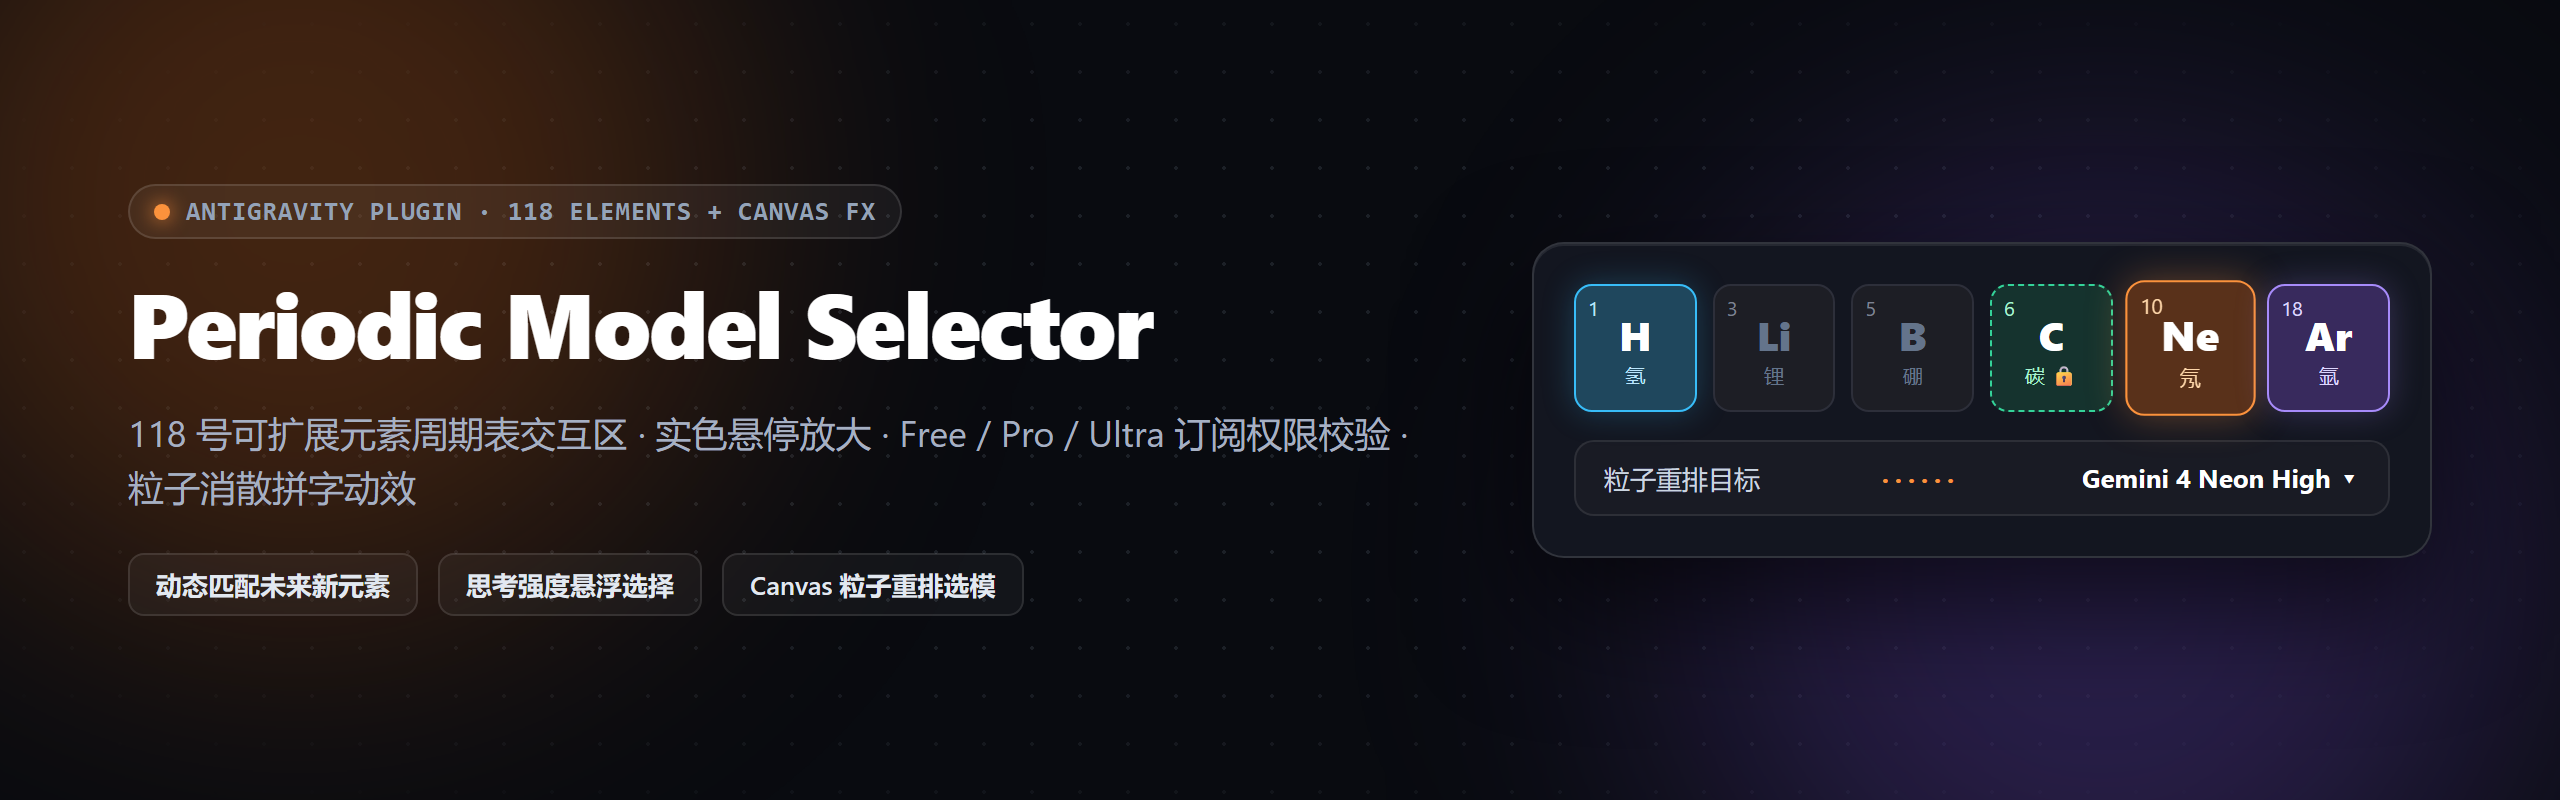 ANTIGRAVITY PLUGIN · 118 ELEMENTS + CANVAS FX
Periodic Model Selector
118 号可扩展元素周期表交互区 · 实色悬停放大 · Free / Pro / Ultra 订阅权限校验 ·
粒子消散拼字动效
动态匹配未来新元素
思考强度悬浮选择
Canvas 粒子重排选模
1
H
氢
3
Li
锂
5
B
硼
6
C
碳 🔒
10
Ne
氖
18
Ar
氩
粒子重排目标
······
Gemini 4 Neon High ▼